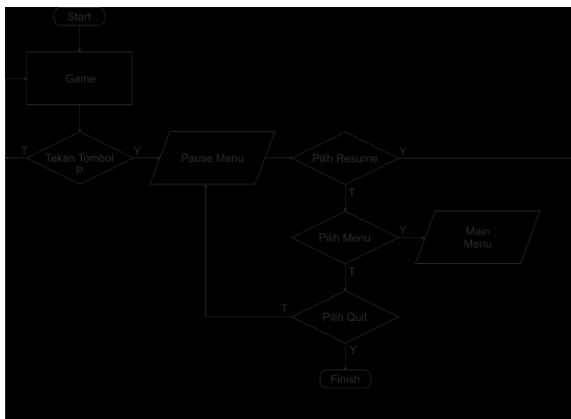 Start
Game
T
Tekan Tombol
P
Y
Pause Menu
Pilih Resume
Y
T
Pilih Menu
Y
Main
Menu
T
T
Pilih Quit
Y
Finish